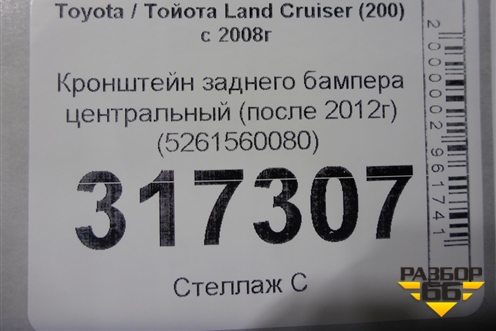 Toyota / Тойота Land Cruiser (200)
с 2008г
Кронштейн заднего бампера
центральный (после 2012г)
(5261560080)
317307
Стеллаж С
2000002961741
РАЗБОР
66